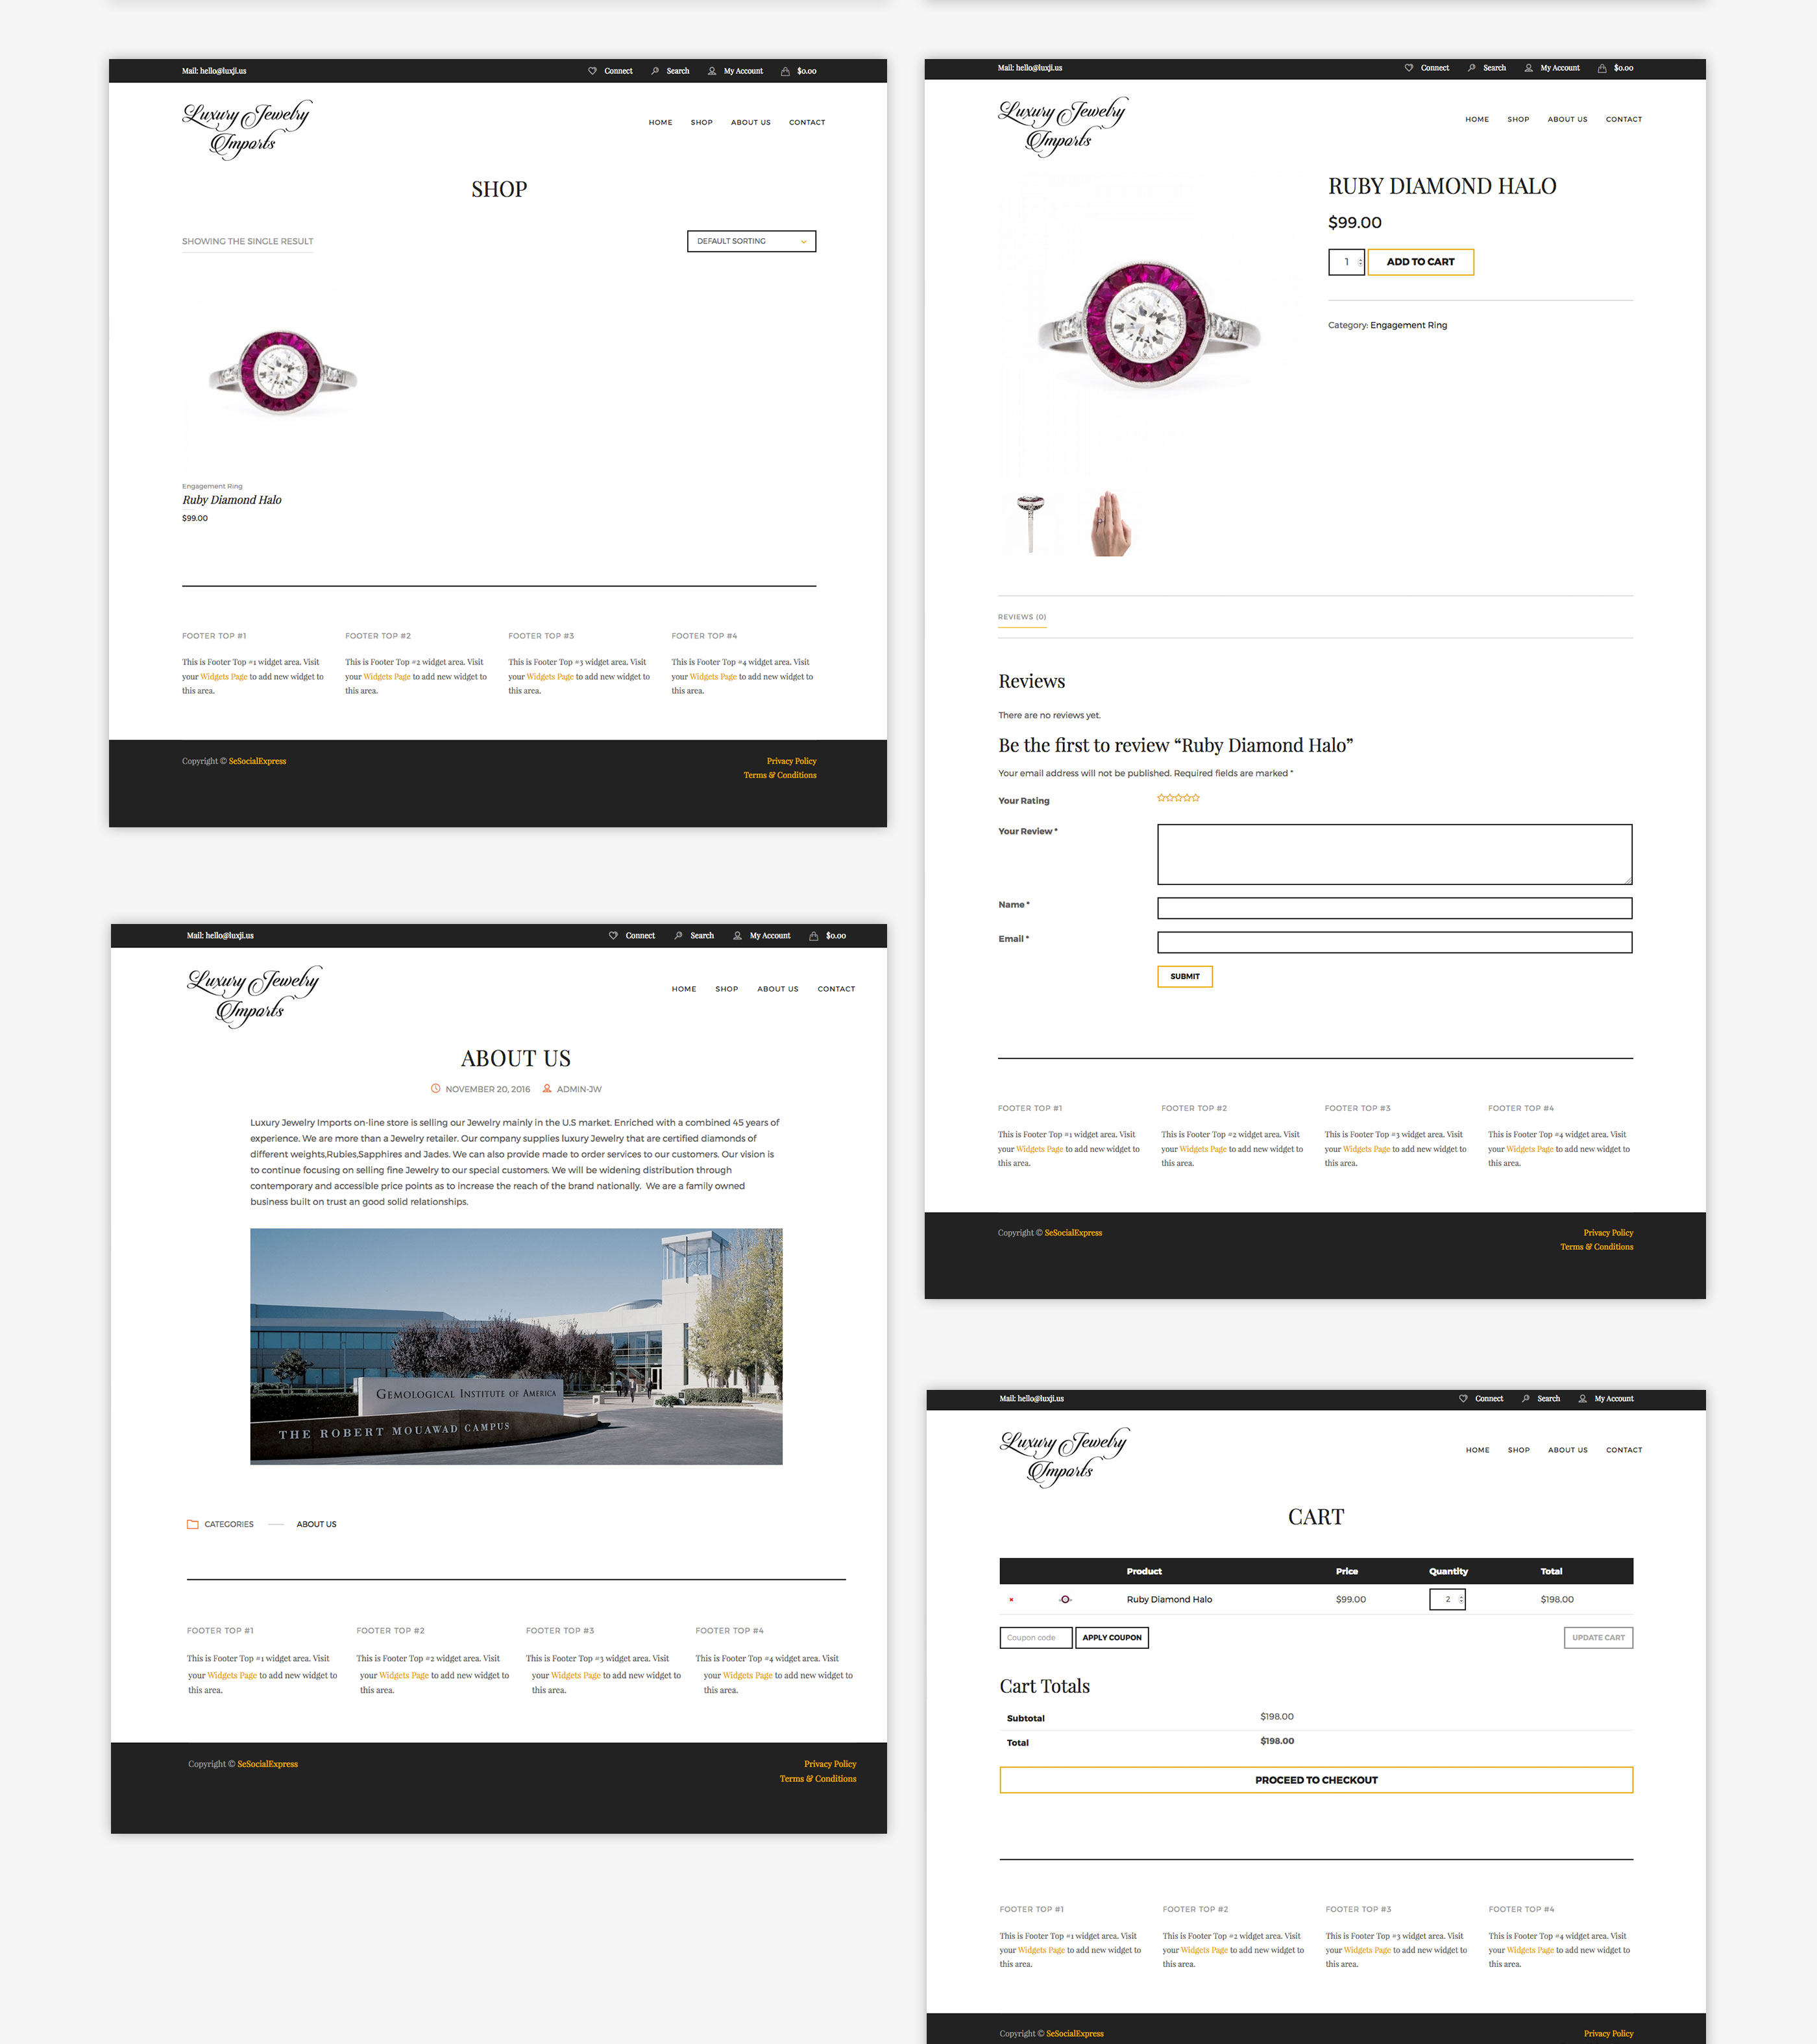 Mail: hello@luxji.us
Connect
Search
My Account
$0.00
Luxury Jewelry
Imports
HOME
SHOP
ABOUT US
CONTACT
SHOP
SHOWING THE SINGLE RESULT
DEFAULT SORTING
Engagement Ring
Ruby Diamond Halo
$99.00
FOOTER TOP #1
This is Footer Top #1 widget area. Visit
your Widgets Page to add new widget to
this area.
FOOTER TOP #2
This is Footer Top #2 widget area. Visit
your Widgets Page to add new widget to
this area.
FOOTER TOP #3
This is Footer Top #3 widget area. Visit
your Widgets Page to add new widget to
this area.
FOOTER TOP #4
This is Footer Top #4 widget area. Visit
your Widgets Page to add new widget to
this area.
Copyright © SeSocialExpress
Privacy Policy
Terms & Conditions
Mail: hello@luxji.us
Connect
Search
My Account
$0.00
Luxury Jewelry
Imports
HOME
SHOP
ABOUT US
CONTACT
RUBY DIAMOND HALO
$99.00
1
ADD TO CART
Category: Engagement Ring
REVIEWS (0)
Reviews
There are no reviews yet.
Be the first to review “Ruby Diamond Halo”
Your email address will not be published. Required fields are marked *
Your Rating
Your Review *
Name *
Email *
SUBMIT
FOOTER TOP #1
This is Footer Top #1 widget area. Visit
your Widgets Page to add new widget to
this area.
FOOTER TOP #2
This is Footer Top #2 widget area. Visit
your Widgets Page to add new widget to
this area.
FOOTER TOP #3
This is Footer Top #3 widget area. Visit
your Widgets Page to add new widget to
this area.
FOOTER TOP #4
This is Footer Top #4 widget area. Visit
your Widgets Page to add new widget to
this area.
Copyright © SeSocialExpress
Privacy Policy
Terms & Conditions
Mail: hello@luxji.us
Connect
Search
My Account
$0.00
Luxury Jewelry
Imports
HOME
SHOP
ABOUT US
CONTACT
ABOUT US
NOVEMBER 20, 2016
ADMIN-JW
Luxury Jewelry Imports on-line store is selling our Jewelry mainly in the U.S market. Enriched with a combined 45 years of
experience. We are more than a Jewelry retailer. Our company supplies luxury Jewelry that are certified diamonds of
different weights,Rubies,Sapphires and Jades. We can also provide made to order services to our customers. Our vision is
to continue focusing on selling fine Jewelry to our special customers. We will be widening distribution through
contemporary and accessible price points as to increase the reach of the brand nationally. We are a family owned
business built on trust an good solid relationships.
GEMOLOGICAL INSTITUTE OF AMERICA
THE ROBERT MOUAWAD CAMPUS
CATEGORIES
ABOUT US
FOOTER TOP #1
This is Footer Top #1 widget area. Visit
your Widgets Page to add new widget to
this area.
FOOTER TOP #2
This is Footer Top #2 widget area. Visit
your Widgets Page to add new widget to
this area.
FOOTER TOP #3
This is Footer Top #3 widget area. Visit
your Widgets Page to add new widget to
this area.
FOOTER TOP #4
This is Footer Top #4 widget area. Visit
your Widgets Page to add new widget to
this area.
Copyright © SeSocialExpress
Privacy Policy
Terms & Conditions
Mail: hello@luxji.us
Connect
Search
My Account
Luxury Jewelry
Imports
HOME
SHOP
ABOUT US
CONTACT
CART
Product
Price
Quantity
Total
×
Ruby Diamond Halo
$99.00
2
$198.00
Coupon code
APPLY COUPON
UPDATE CART
Cart Totals
Subtotal
$198.00
Total
$198.00
PROCEED TO CHECKOUT
FOOTER TOP #1
This is Footer Top #1 widget area. Visit
your Widgets Page to add new widget to
this area.
FOOTER TOP #2
This is Footer Top #2 widget area. Visit
your Widgets Page to add new widget to
this area.
FOOTER TOP #3
This is Footer Top #3 widget area. Visit
your Widgets Page to add new widget to
this area.
FOOTER TOP #4
This is Footer Top #4 widget area. Visit
your Widgets Page to add new widget to
this area.
Copyright © SeSocialExpress
Privacy Policy